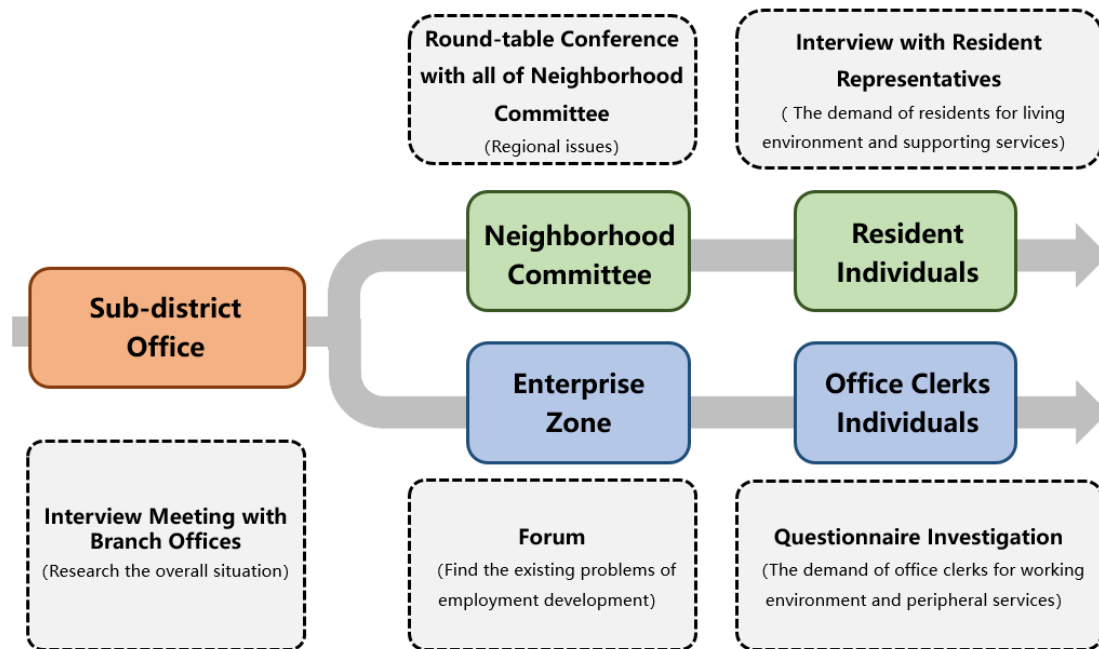 Round-table Conference
with all of Neighborhood
Committee
(Regional issues)
Interview with Resident
Representatives
( The demand of residents for living
environment and supporting services)
Neighborhood
Committee
Resident
Individuals
Sub-district
Office
Enterprise
Zone
Office Clerks
Individuals
Interview Meeting with
Branch Offices
(Research the overall situation)
Forum
(Find the existing problems of
employment development)
Questionnaire Investigation
(The demand of office clerks for working
environment and peripheral services)